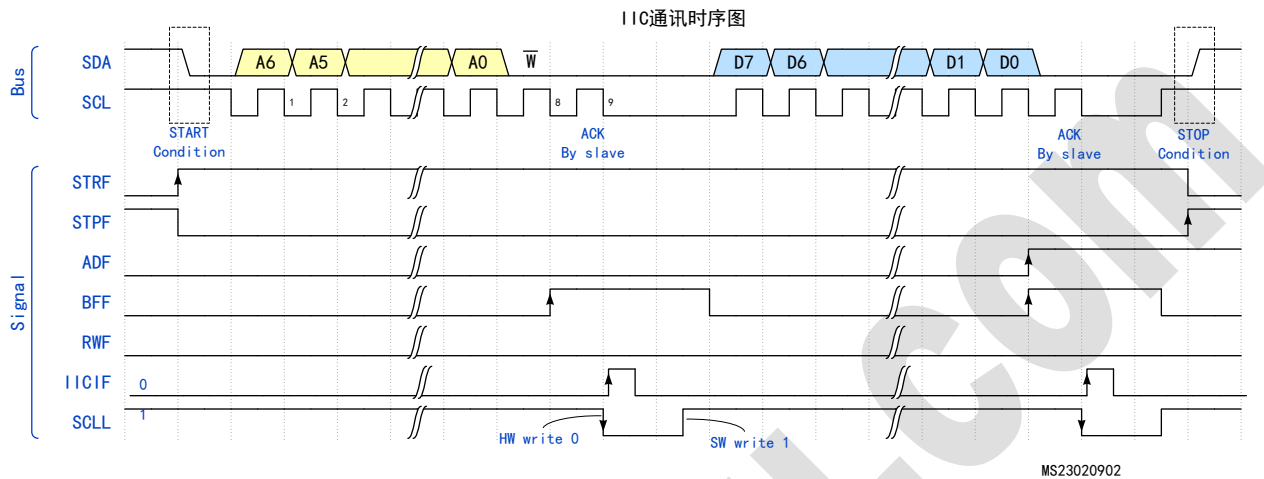 IIC通讯时序图
Bus
SDA
A6 A5 A0 W D7 D6 D1 D0
SCL
1 2 8 9
START
Condition
ACK
By slave
ACK
By slave
STOP
Condition
Signal
STRF
STPF
ADF
BFF
RWF
IICIF
0
SCLL
1
HW write 0
SW write 1
MS23020902
.com